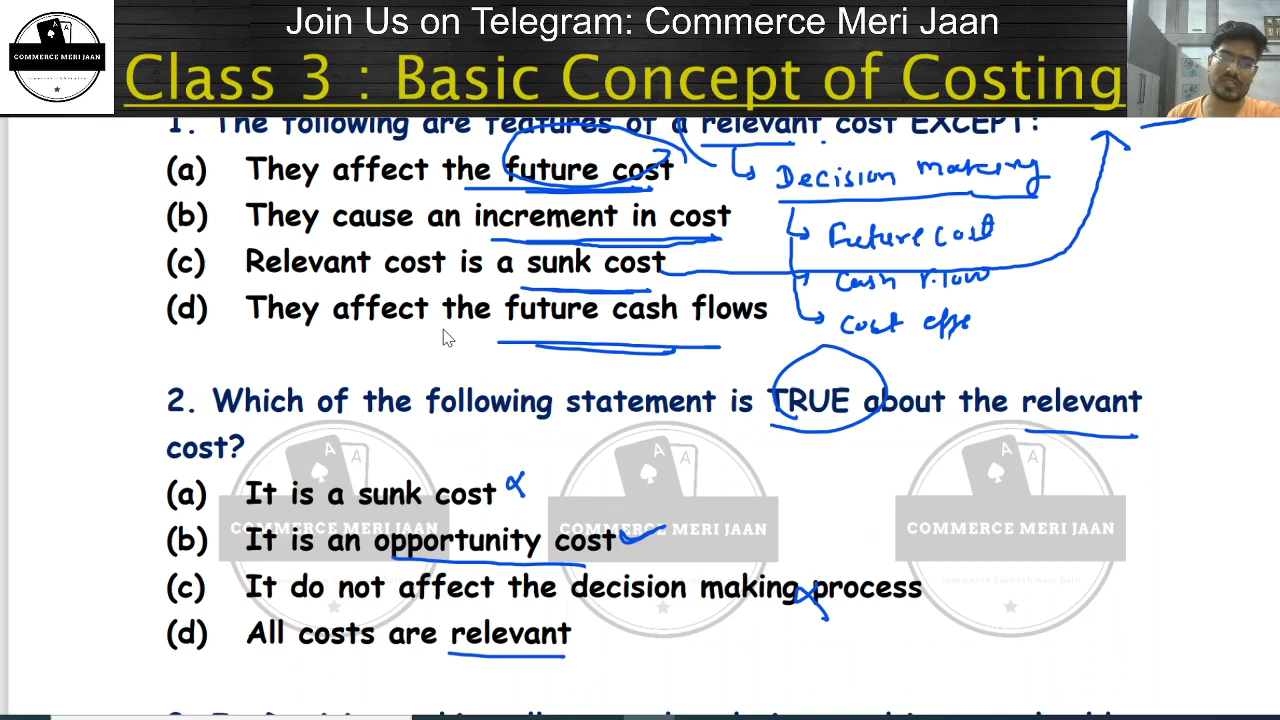 Join Us on Telegram: Commerce Meri Jaan
COMMERCE MERI JAAN
Class 3 : Basic Concept of Costing
1. The following are features of a relevant cost EXCEPT:
(a) They affect the future cost
(b) They cause an increment in cost
(c) Relevant cost is a sunk cost
(d) They affect the future cash flows
Decision making
Future cost
Cash flow
Cost effe
2. Which of the following statement is TRUE about the relevant
cost?
(a) It is a sunk cost
(b) It is an opportunity cost
(c) It do not affect the decision making process
(d) All costs are relevant
COMMERCE MERI JAAN
COMMERCE MERI JAAN
COMMERCE MERI JAAN